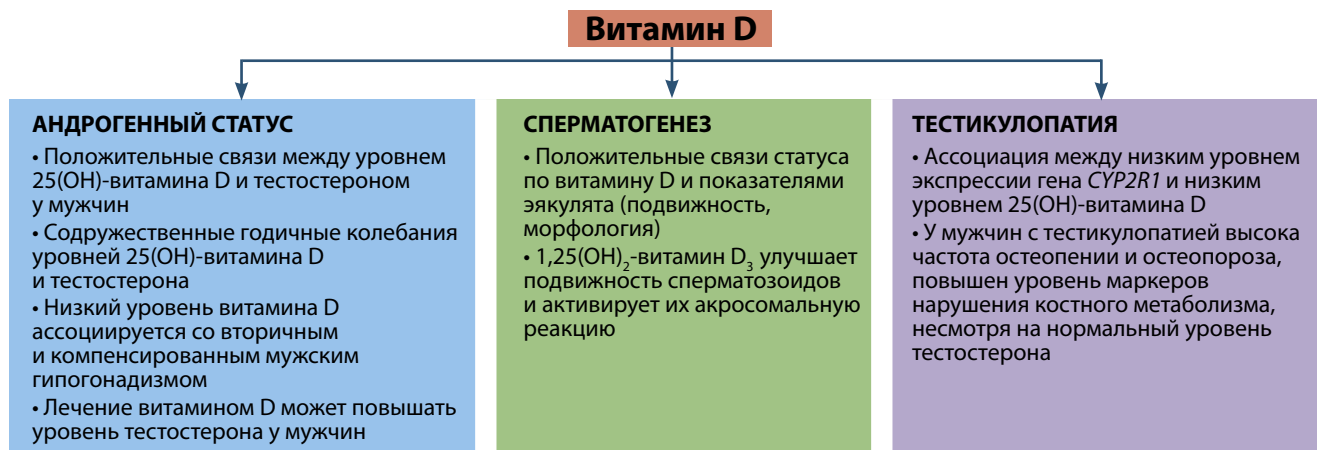 Витамин D
АНДРОГЕННЫЙ СТАТУС
• Положительные связи между уровнем
25(ОН)-витамина D и тестостероном
у мужчин
• Содружественные годичные колебания
уровней 25(ОН)-витамина D
и тестостерона
• Низкий уровень витамина D
ассоциируется со вторичным
и компенсированным мужским
гипогонадизмом
• Лечение витамином D может повышать
уровень тестостерона у мужчин
СПЕРМАТОГЕНЕЗ
• Положительные связи статуса
по витамину D и показателями
эякулята (подвижность,
морфология)
• 1,25(ОН)₂-витамин D₃ улучшает
подвижность сперматозоидов
и активирует их акросомальную
реакцию
ТЕСТИКУЛОПАТИЯ
• Ассоциация между низким уровнем
экспрессии гена CYP2R1 и низким
уровнем 25(ОН)-витамина D
• У мужчин с тестикулопатией высока
частота остеопении и остеопороза,
повышен уровень маркеров
нарушения костного метаболизма,
несмотря на нормальный уровень
тестостерона